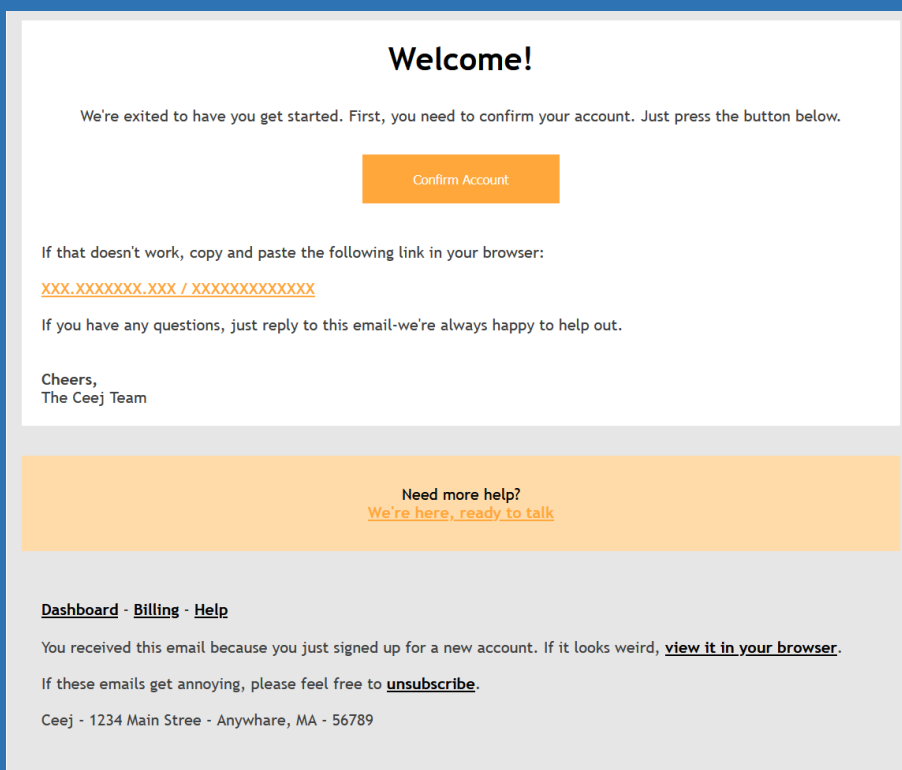 Welcome!
We're exited to have you get started. First, you need to confirm your account. Just press the button below.
Confirm Account
If that doesn't work, copy and paste the following link in your browser:
XXX.XXXXXXX.XXX / XXXXXXXXXXXXX
If you have any questions, just reply to this email-we're always happy to help out.
Cheers,
The Ceej Team
Need more help?
We're here, ready to talk
Dashboard - Billing - Help
You received this email because you just signed up for a new account. If it looks weird, view it in your browser.
If these emails get annoying, please feel free to unsubscribe.
Ceej - 1234 Main Stree - Anywhare, MA - 56789